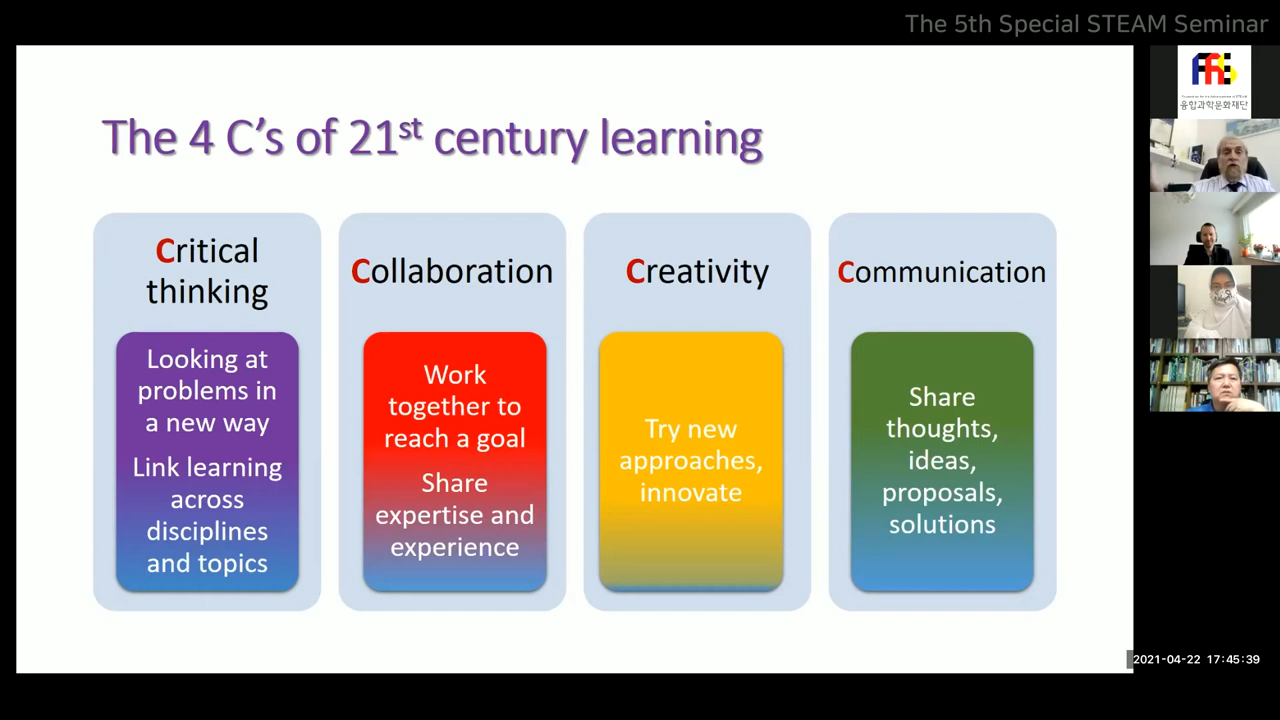 The 5th Special STEAM Seminar
The 4 C's of 21st century learning
Critical
thinking
Looking at
problems in
a new way
Link learning
across
disciplines
and topics
Collaboration
Work
together to
reach a goal
Share
expertise and
experience
Creativity
Try new
approaches,
innovate
Communication
Share
thoughts,
ideas,
proposals,
solutions
융합과학문화재단
2021-04-22 17:45:39